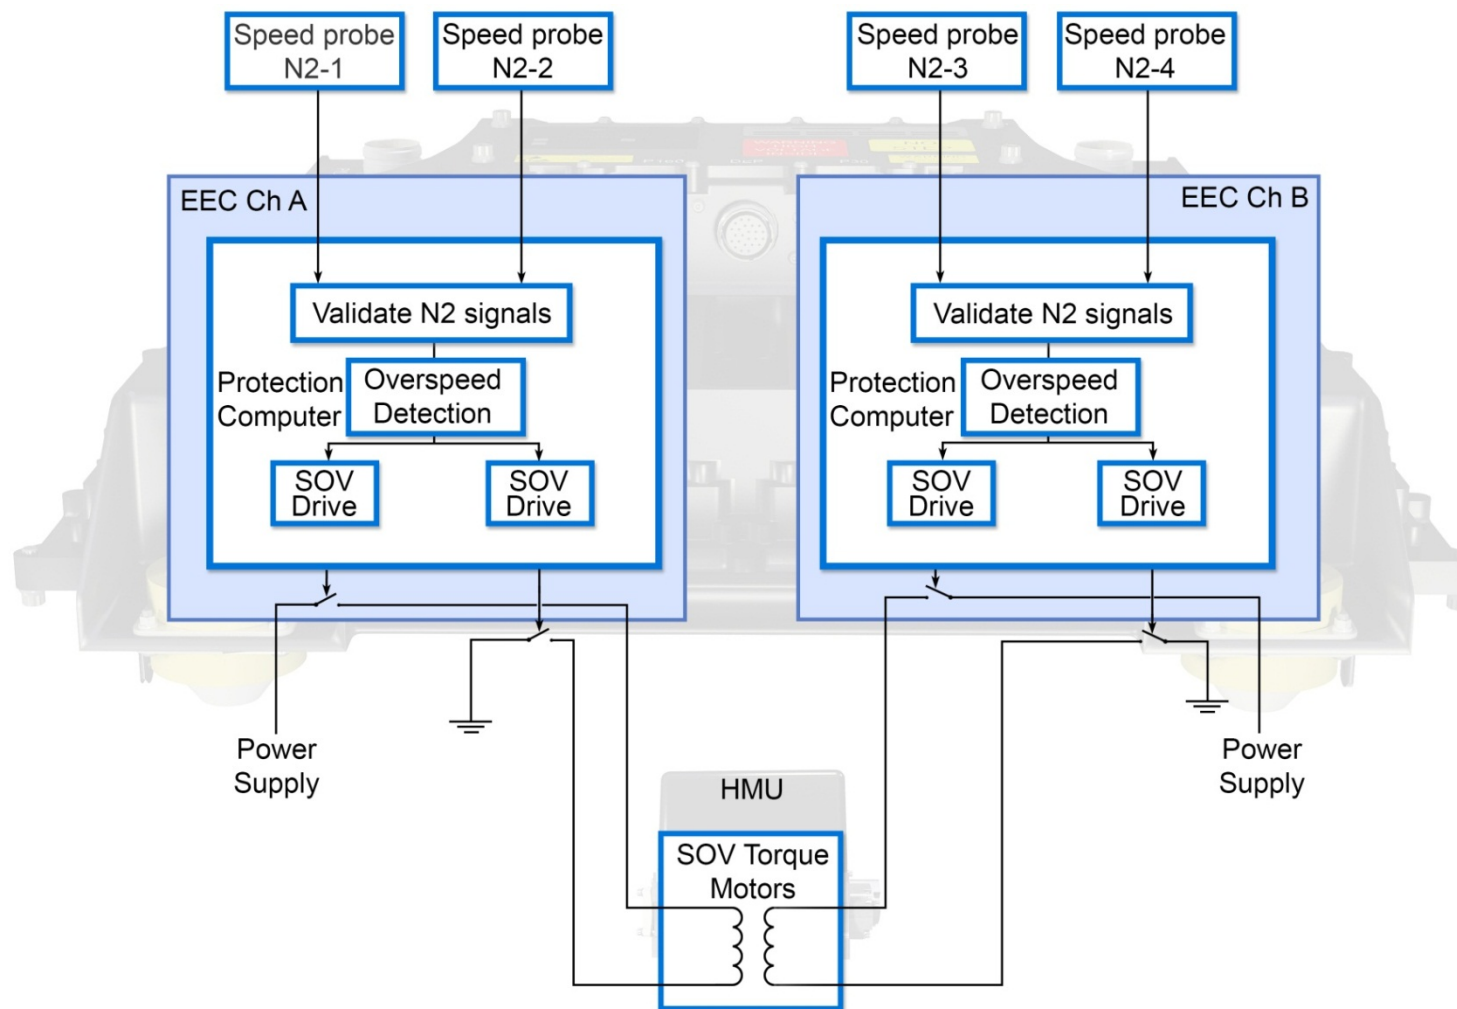 Speed probe
N2-1
Speed probe
N2-2
Speed probe
N2-3
Speed probe
N2-4
EEC Ch A
Validate N2 signals
Protection
Computer
Overspeed
Detection
SOV
Drive
SOV
Drive
EEC Ch B
Validate N2 signals
Protection
Computer
Overspeed
Detection
SOV
Drive
SOV
Drive
Power
Supply
Power
Supply
HMU
SOV Torque
Motors